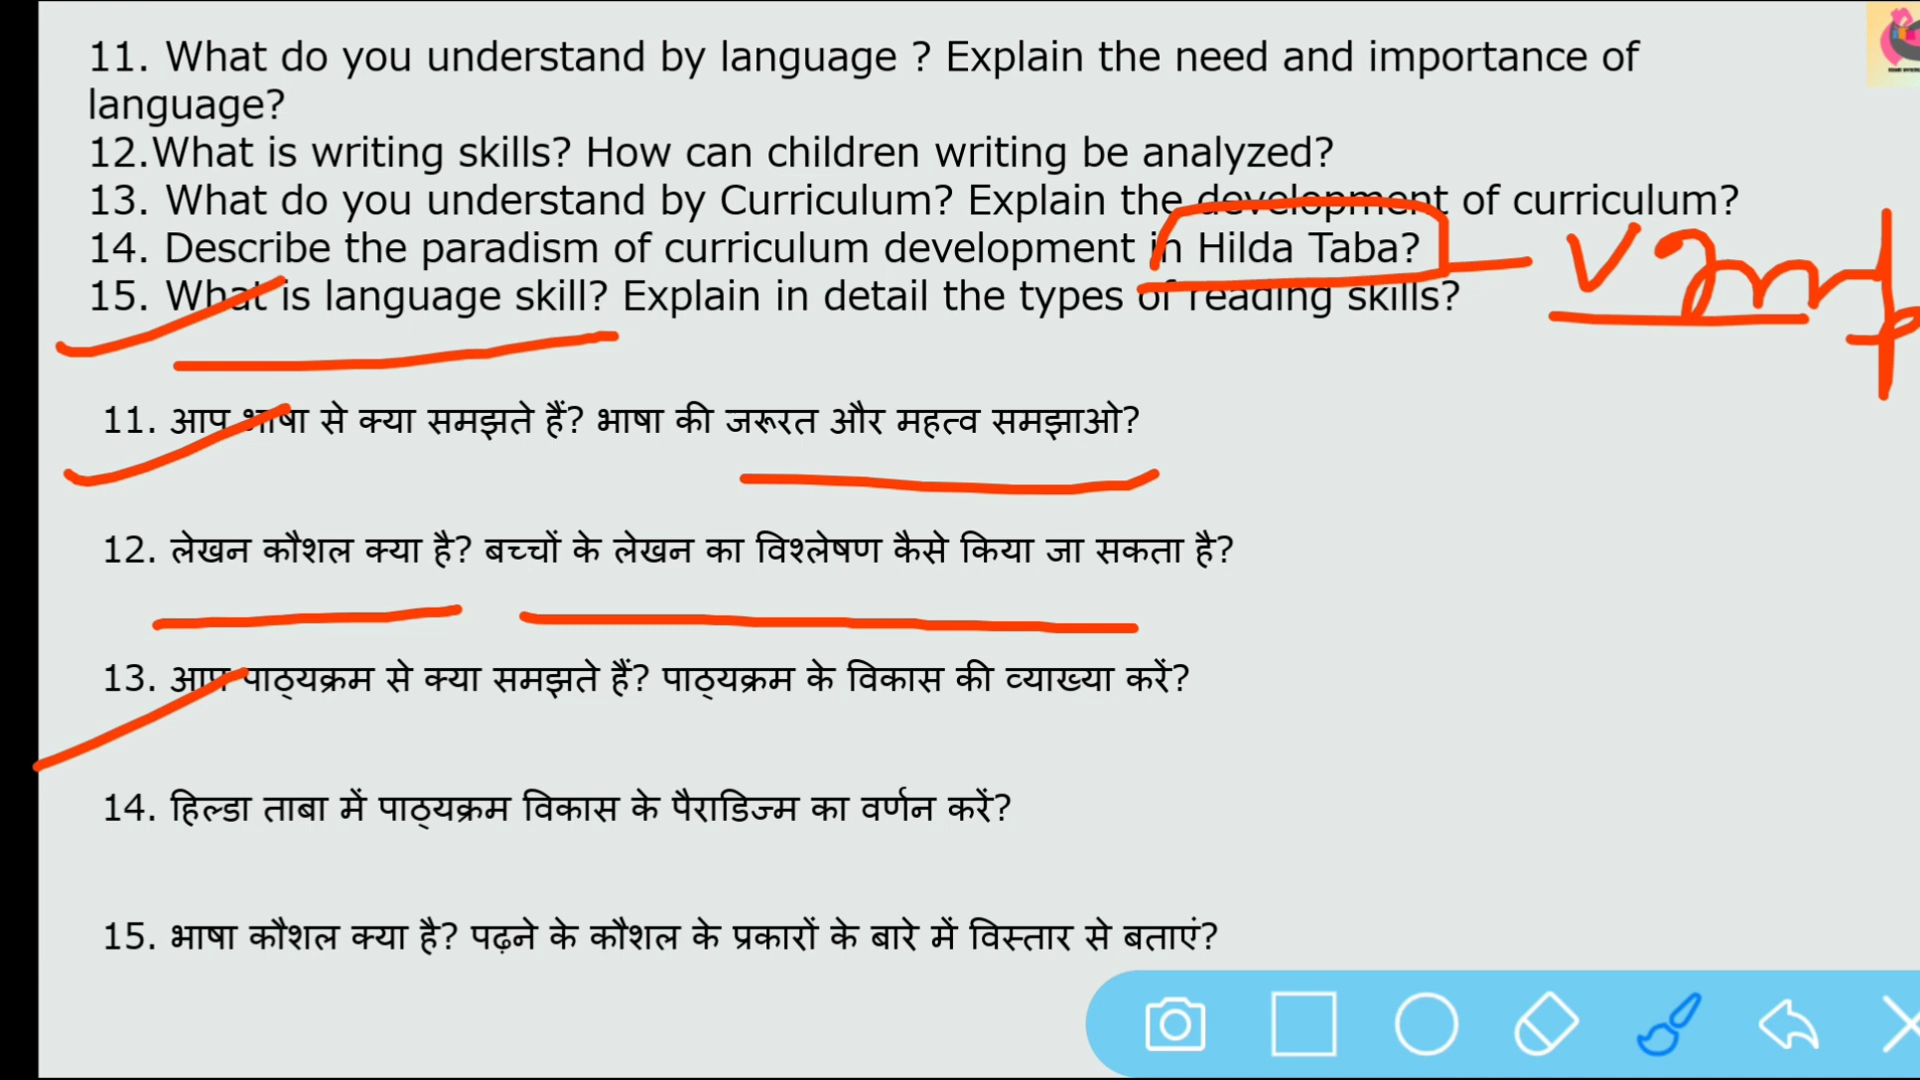 11. What do you understand by language ? Explain the need and importance of
language?
12.What is writing skills? How can children writing be analyzed?
13. What do you understand by Curriculum? Explain the development of curriculum?
14. Describe the paradism of curriculum development in Hilda Taba?
15. What is language skill? Explain in detail the types of reading skills?
v Imp
11. आप भाषा से क्या समझते हैं? भाषा की जरूरत और महत्व समझाओ?
12. लेखन कौशल क्या है? बच्चों के लेखन का विश्लेषण कैसे किया जा सकता है?
13. आप पाठ्यक्रम से क्या समझते हैं? पाठ्यक्रम के विकास की व्याख्या करें?
14. हिल्डा ताबा में पाठ्यक्रम विकास के पैराडिज्म का वर्णन करें?
15. भाषा कौशल क्या है? पढ़ने के कौशल के प्रकारों के बारे में विस्तार से बताएं?